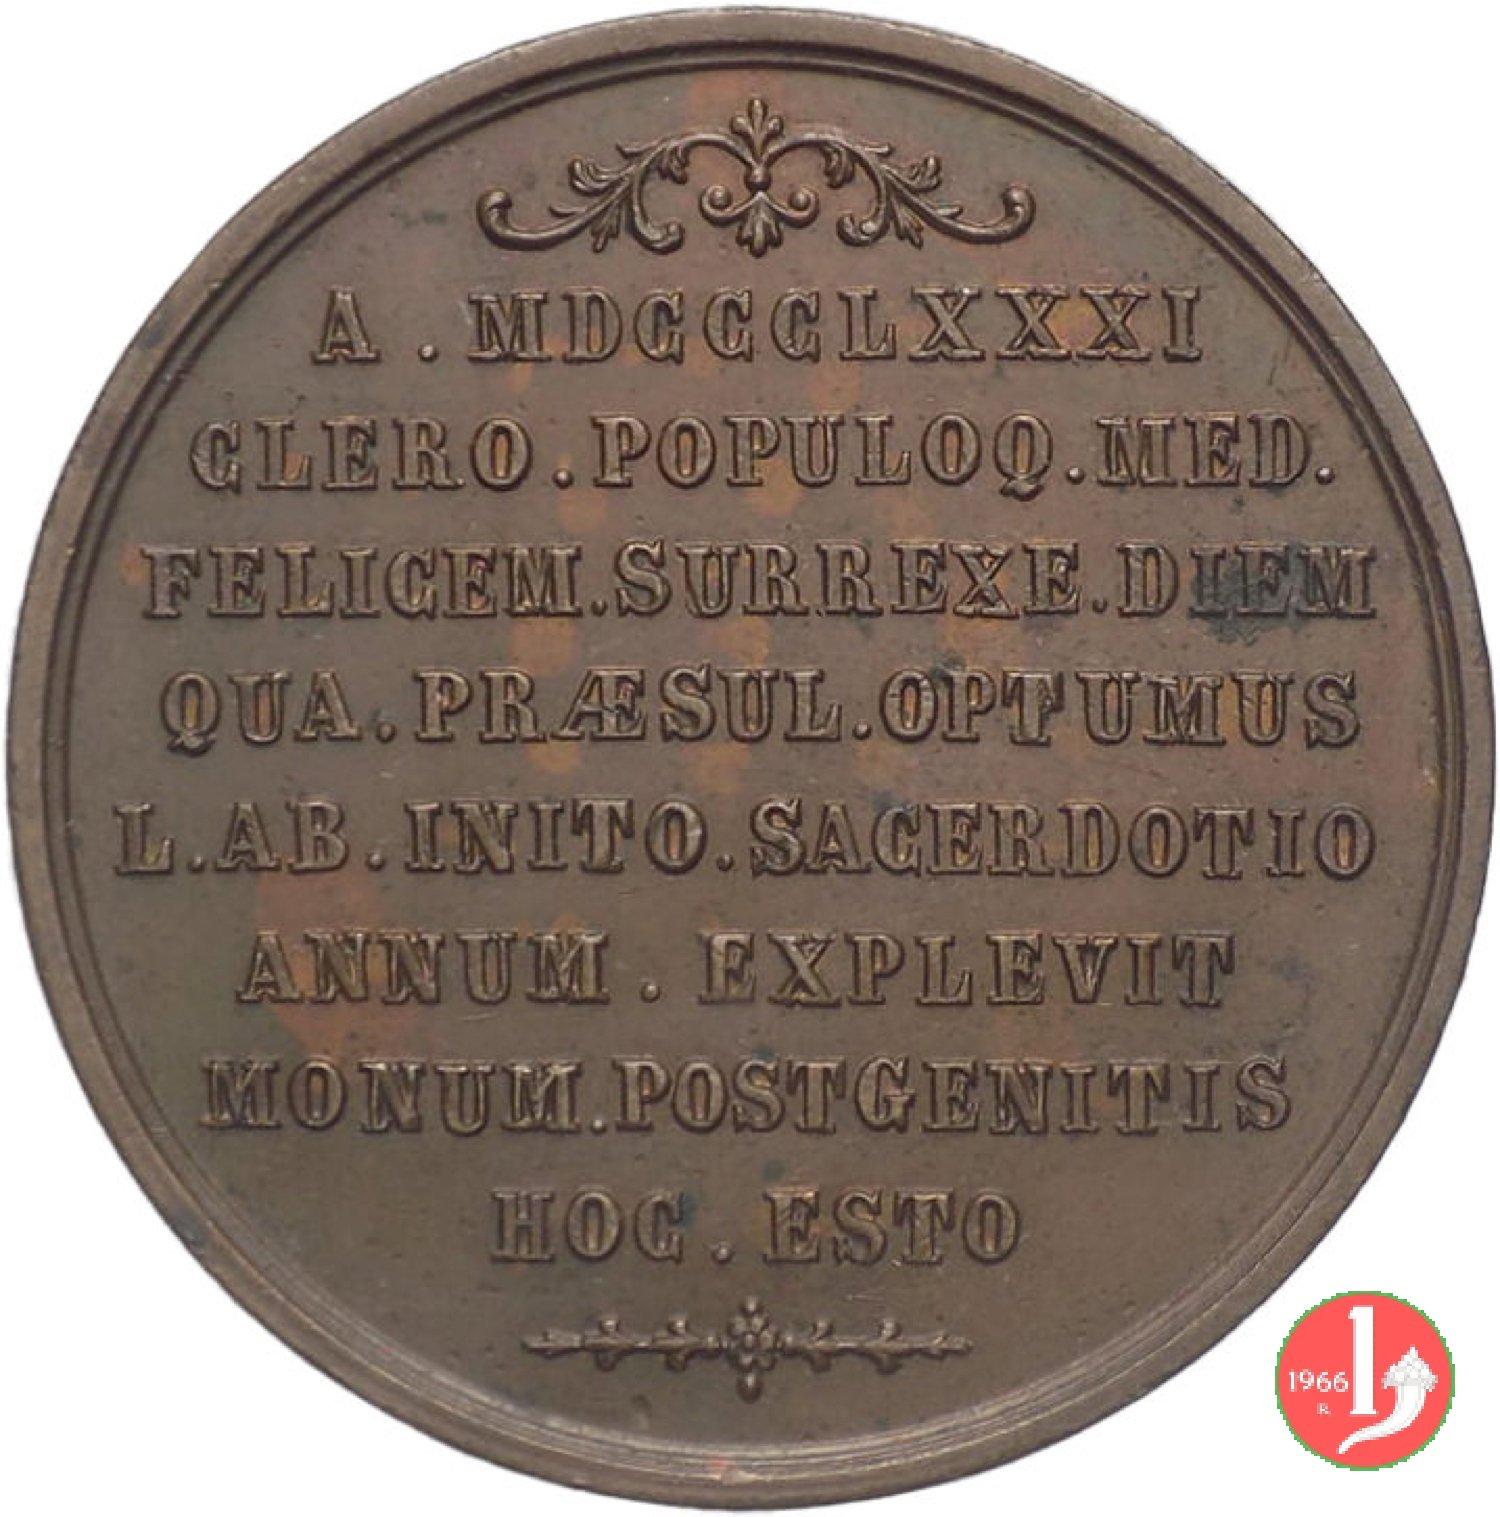 A . MDCCCLXXXI
CLERO . POPULOQ . MED .
FELICEM . SURREXE . DIEM
QUA . PRÆSUL . OPTUMUS
L . AB . INITO . SACERDOTIO
ANNUM . EXPLEVIT
MONUM . POSTGENITIS
HOC . ESTO
1966
R
1